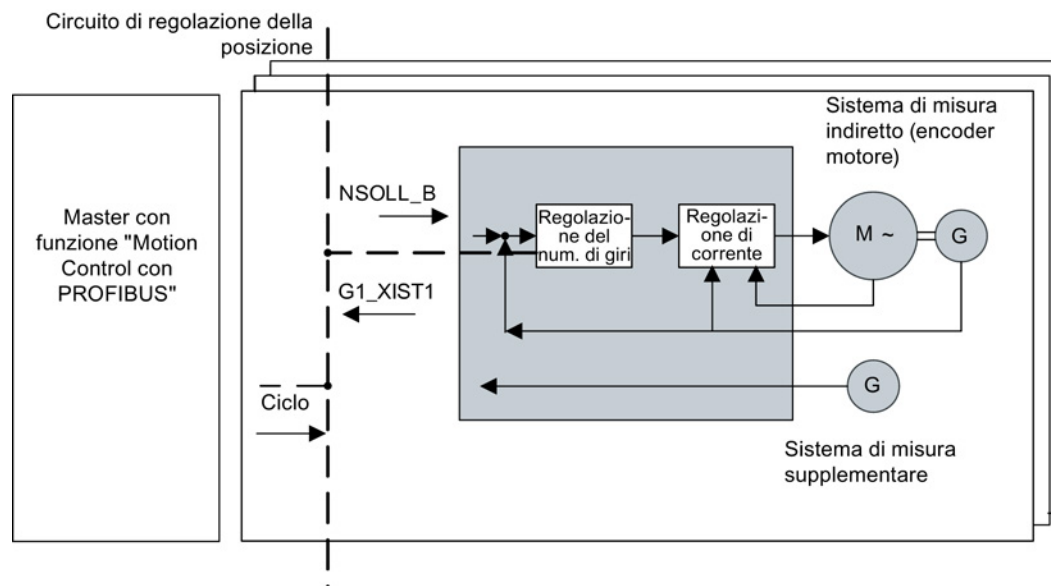 Circuito di regolazione della
posizione
Master con
funzione "Motion
Control con
PROFIBUS"
NSOLL_B
G1_XIST1
Ciclo
Regolazio-
ne del
num. di giri
Regolazi-
one di
corrente
Sistema di misura
indiretto (encoder
motore)
M ~
G
G
Sistema di misura
supplementare